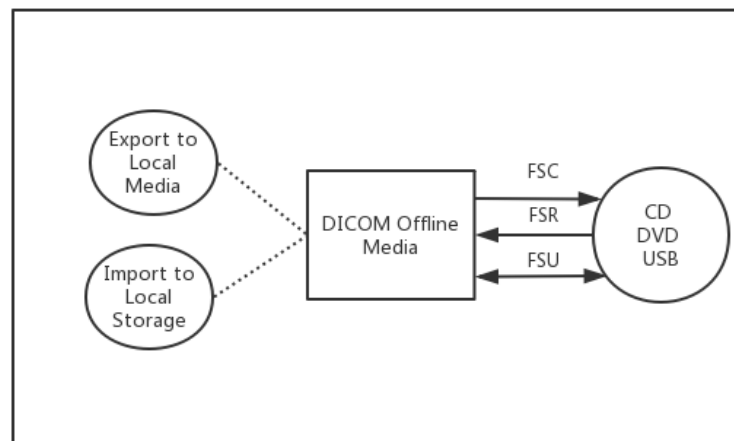 Export to
Local
Media
Import to
Local
Storage
DICOM Offline
Media
FSC
FSR
FSU
CD
DVD
USB